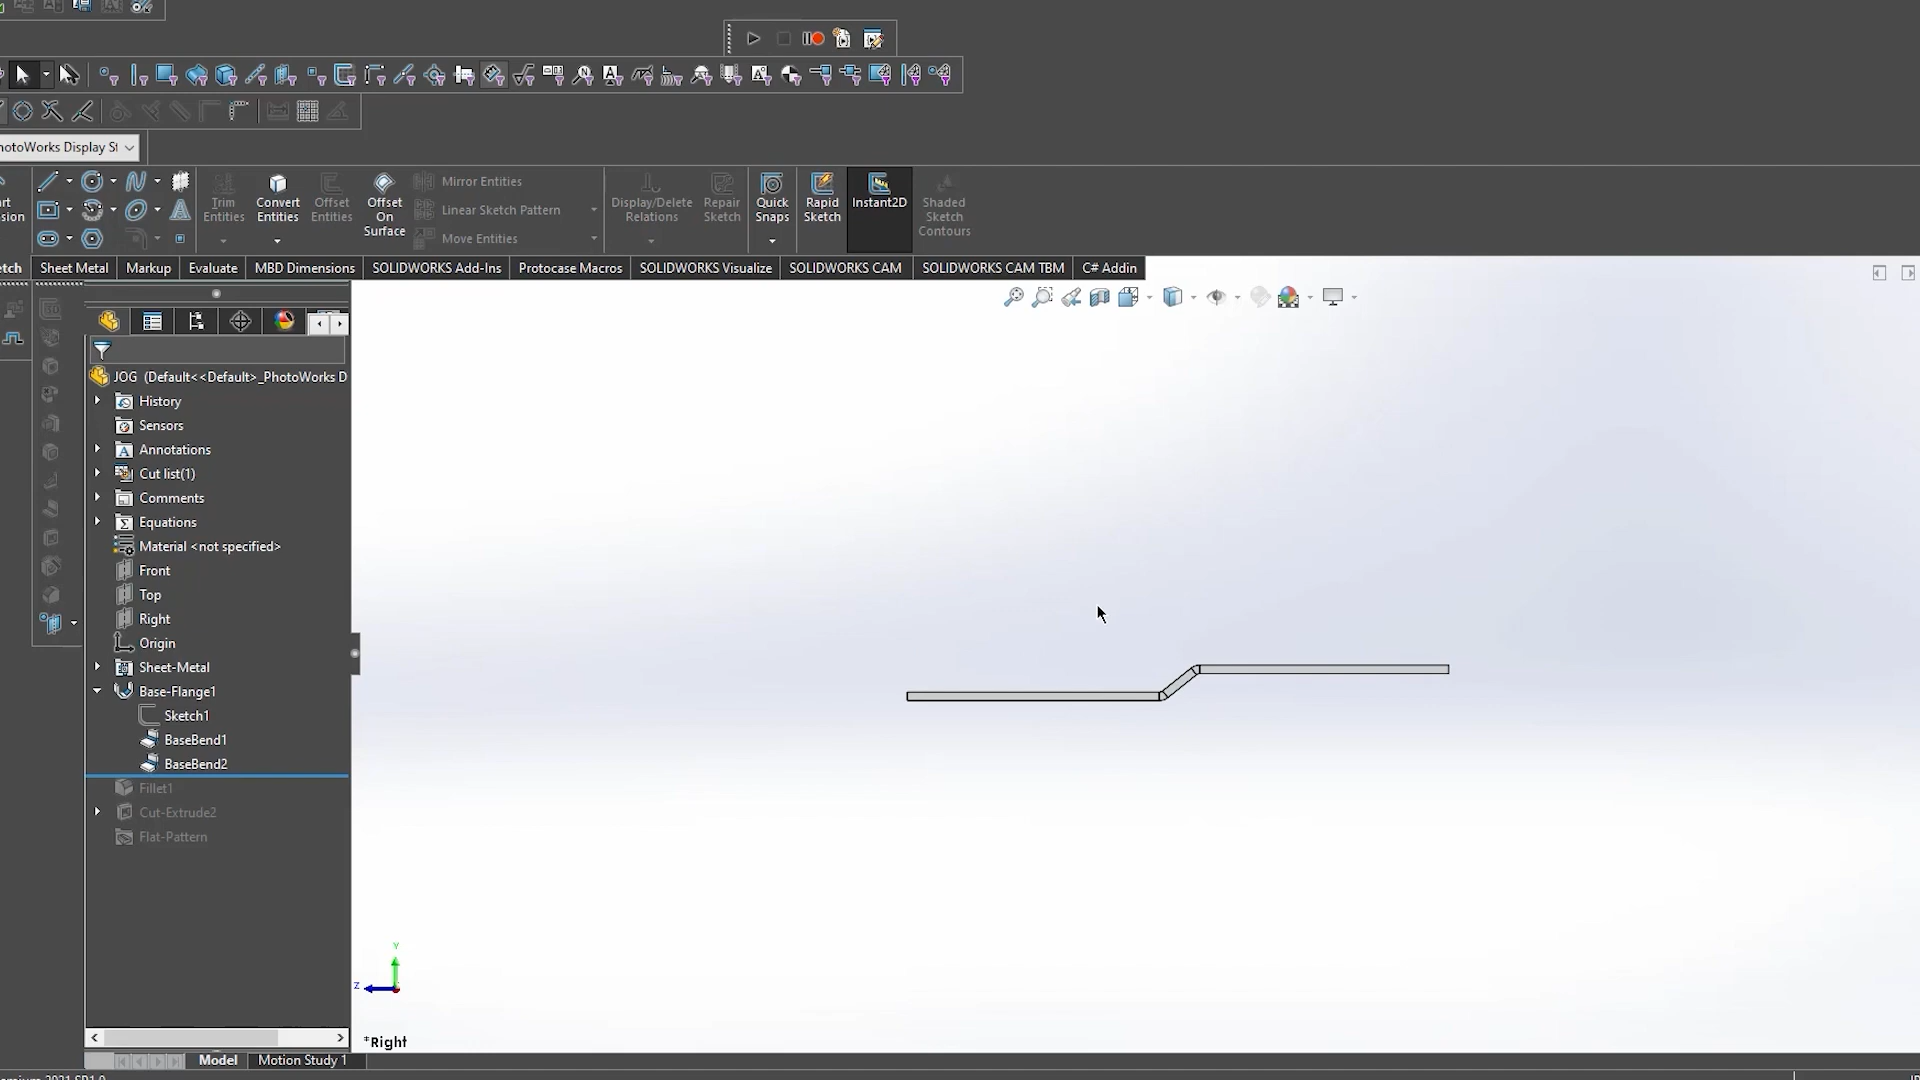 hotoWorks Display St
Trim
Entities
Convert
Entities
Offset
Entities
Offset
On
Surface
Mirror Entities
Linear Sketch Pattern
Move Entities
Display/Delete
Relations
Repair
Sketch
Quick
Snaps
Rapid
Sketch
Instant2D
Shaded
Sketch
Contours
tch
Sheet Metal
Markup
Evaluate
MBD Dimensions
SOLIDWORKS Add-Ins
Protocase Macros
SOLIDWORKS Visualize
SOLIDWORKS CAM
SOLIDWORKS CAM TBM
C# Addin
JOG (Default<<Default>_PhotoWorks D
History
Sensors
Annotations
Cut list(1)
Comments
Equations
Material <not specified>
Front
Top
Right
Origin
Sheet-Metal
Base-Flange1
Sketch1
BaseBend1
BaseBend2
Fillet1
Cut-Extrude2
Flat-Pattern
Y
Z
*Right
Model
Motion Study 1